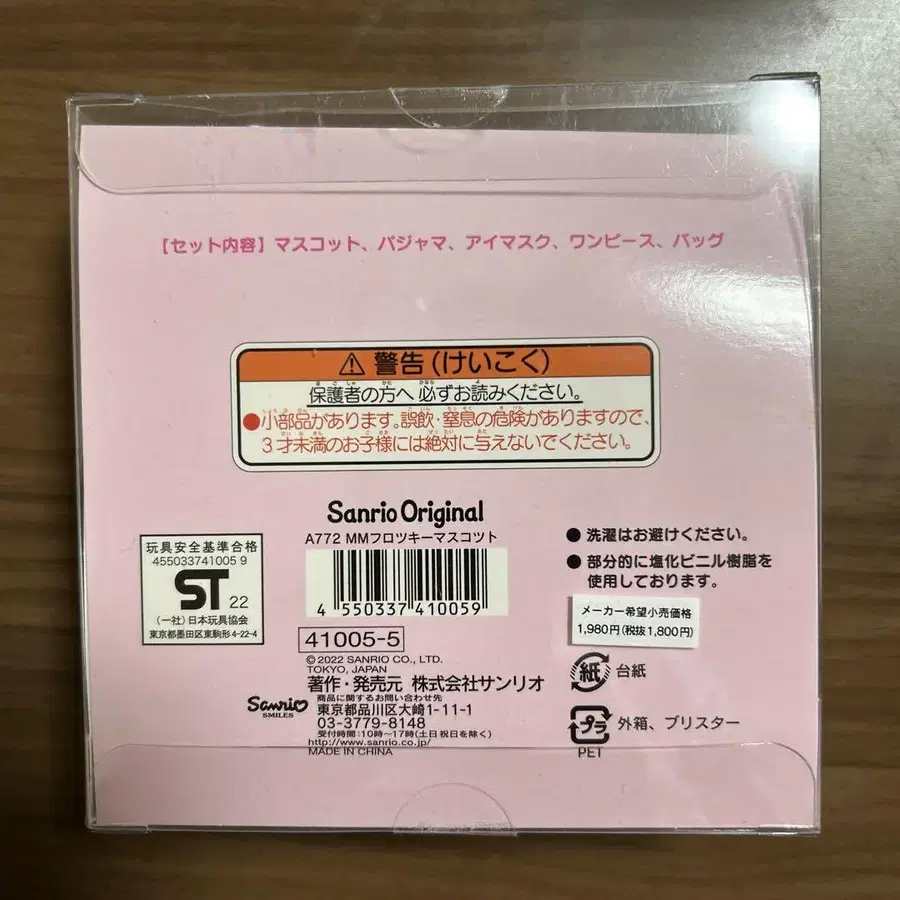 【セット内容】マスコット、パジャマ、アイマスク、ワンピース、バッグ
⚠ 警告(けいこく)
保護者の方へ 必ずお読みください。
●小部品があります。誤飲・窒息の危険がありますので、
3才未満のお子様には絶対に与えないでください。
Sanrio Original
A772 MMフロツキーマスコツト
4 550337 410059
41005-5
© 2022 SANRIO CO., LTD.
TOKYO, JAPAN
著作・発売元 株式会社サンリオ
Sanrio
SMILES
商品に関するお問い合わせ先
東京都品川区大崎1-11-1
03-3779-8148
受付時間:10時〜17時(土日祝日を除く)
http://www.sanrio.co.jp/
MADE IN CHINA
玩具安全基準合格
455033741005 9
ST 22
(一社)日本玩具協会
東京都墨田区東駒形4-22-4
● 洗濯はお避けください。
● 部分的に塩化ビニル樹脂を
使用しております。
メーカー希望小売価格
1,980円(税抜1,800円)
紙 台紙
プラ 外箱、ブリスター
PET